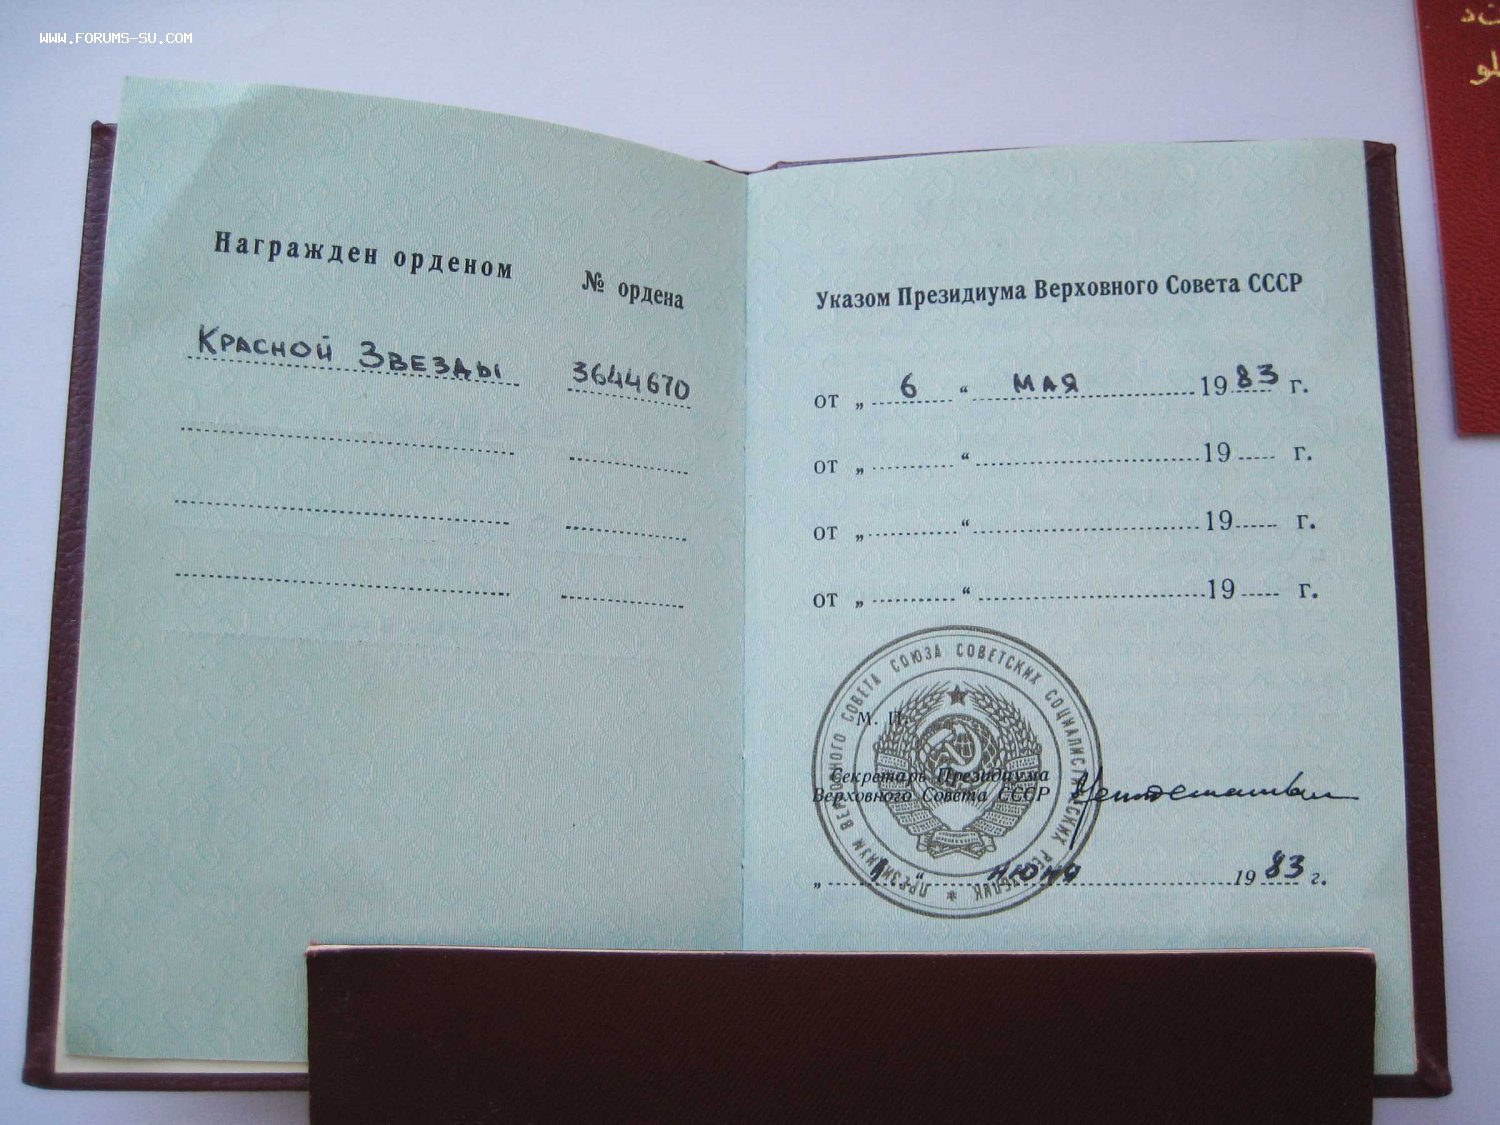 WWW.FORUMS-SU.COM
Награжден орденом
№ ордена
Красной Звезды 3644670
Указом Президиума Верховного Совета СССР
от „ 6 “ мая 1983 г.
от „ “ 19 г.
от „ “ 19 г.
от „ “ 19 г.
ПРЕЗИДИУМ ВЕРХОВНОГО СОВЕТА СОЮЗА СОВЕТСКИХ СОЦИАЛИСТИЧЕСКИХ РЕСПУБЛИК
М. П.
Секретарь Президиума
Верховного Совета СССР
„ 1 “ июня 1983 г.